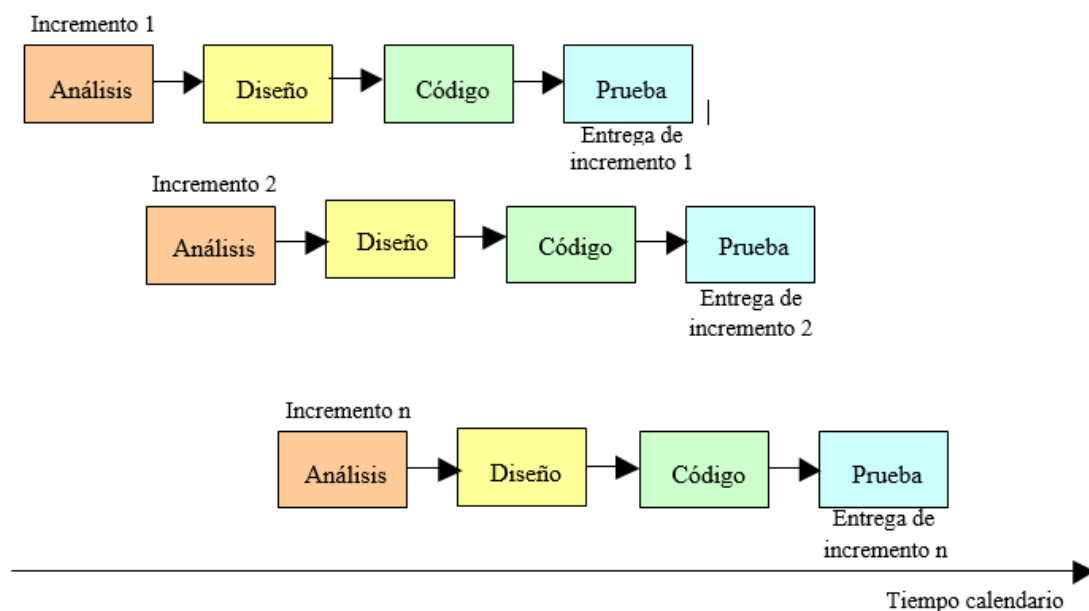 Incremento 1
Análisis
Diseño
Código
Prueba
Entrega de
incremento 1
Incremento 2
Análisis
Diseño
Código
Prueba
Entrega de
incremento 2
Incremento n
Análisis
Diseño
Código
Prueba
Entrega de
incremento n
Tiempo calendario